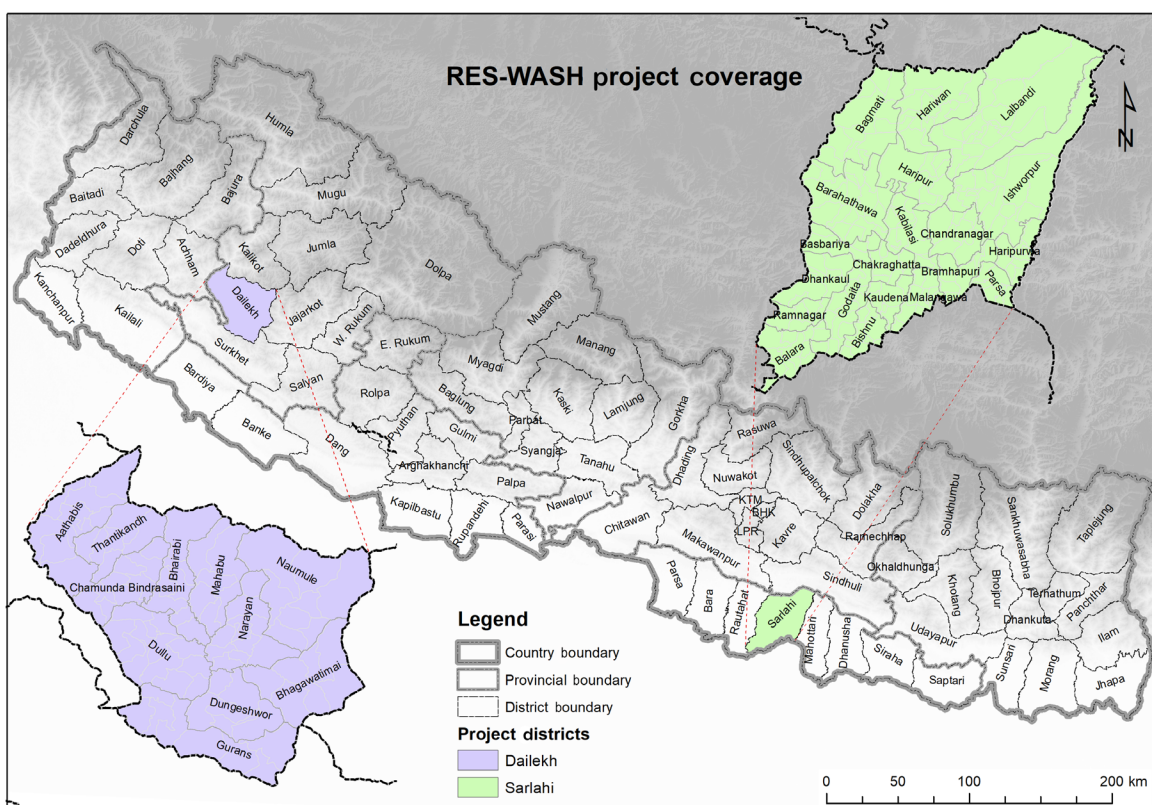 RES-WASH project coverage
N
Darchula
Humla
Bajhang
Bajura
Mugu
Baitadi
Dadeldhura
Doti
Achham
Kalikot
Jumla
Dolpa
Kanchanpur
Kailali
Dailekh
Jajarkot
W. Rukum
E. Rukum
Mustang
Manang
Surkhet
Salyan
Myagdi
Bardiya
Rolpa
Baglung
Kaski
Lamjung
Gorkha
Banke
Dang
Pyuthan
Gulmi
Parbat
Syangja
Tanahu
Dhading
Rasuwa
Nuwakot
Sindhupalchok
Arghakhanchi
Palpa
Kapilbastu
Rupandehi
Parasi
Nawalpur
Chitawan
KTM
BHK
LPR
Kavre
Dolakha
Ramechhap
Makawanpur
Sindhuli
Parsa
Bara
Rautahat
Sarlahi
Mahottari
Dhanusha
Siraha
Saptari
Udayapur
Okhaldhunga
Solukhumbu
Khotang
Bhojpur
Sankhuwasabha
Taplejung
Terhathum
Panchthar
Dhankuta
Ilam
Sunsari
Morang
Jhapa
Bagmati
Hariwan
Lalbandi
Haripur
Ishworpur
Barahathawa
Kabilasi
Chandranagar
Basbariya
Haripurwa
Chakraghatta
Bramhapuri
Parsa
Dhankaul
Godaita
Kaudena
Malangawa
Ramnagar
Bishnu
Balara
Aathabis
Thantikandh
Bhairabi
Mahabu
Naumule
Chamunda Bindrasaini
Narayan
Dullu
Bhagawatimai
Dungeshwor
Gurans
Legend
Country boundary
Provincial boundary
District boundary
Project districts
Dailekh
Sarlahi
0 50 100 200 km